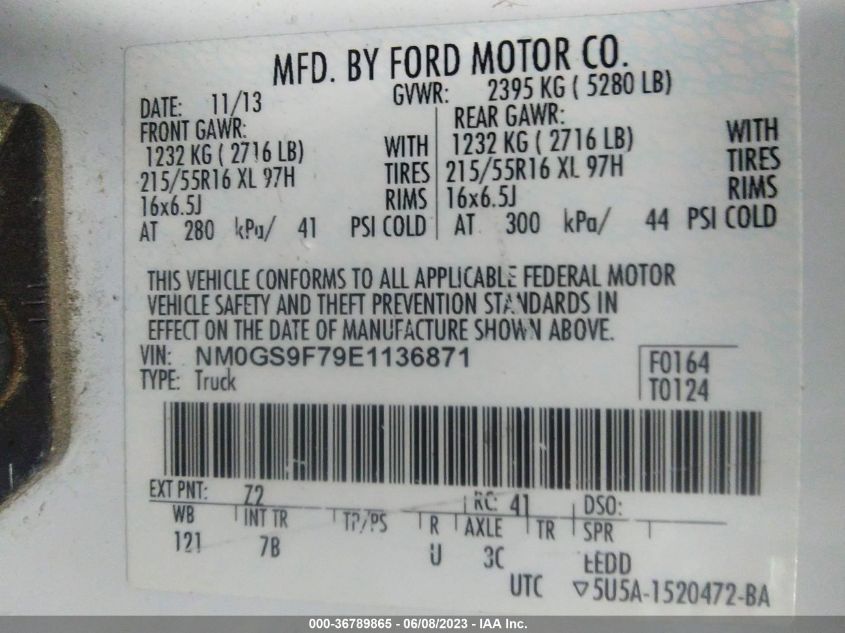 MFD. BY FORD MOTOR CO.
DATE: 11/13 GVWR: 2395 KG ( 5280 LB)
FRONT GAWR: REAR GAWR:
1232 KG ( 2716 LB) WITH 1232 KG ( 2716 LB) WITH
215/55R16 XL 97H TIRES 215/55R16 XL 97H TIRES
16x6.5J RIMS 16x6.5J RIMS
AT 280 kPa/ 41 PSI COLD AT 300 kPa/ 44 PSI COLD
THIS VEHICLE CONFORMS TO ALL APPLICABLE FEDERAL MOTOR
VEHICLE SAFETY AND THEFT PREVENTION STANDARDS IN
EFFECT ON THE DATE OF MANUFACTURE SHOWN ABOVE.
VIN: NM0GS9F79E1136871 F0164
TYPE: Truck T0124
EXT PNT: Z2 RC: 41 DSO:
WB INT TR TP/PS R AXLE TR SPR
121 7B U 3C EEDD
UTC ▽5U5A-1520472-BA
000-36789865 - 06/08/2023 - IAA Inc.